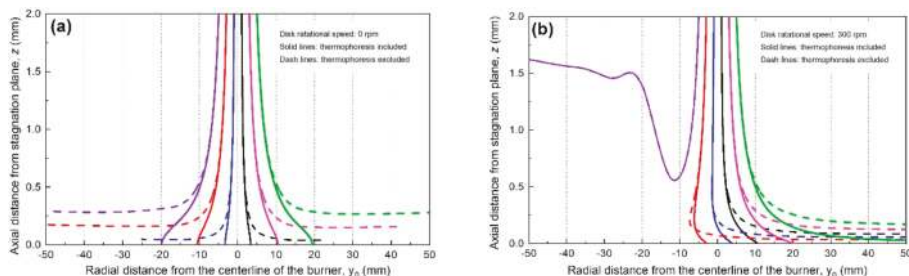 (a)
Disk ratational speed: 0 rpm
Solid lines: thermophoresis included
Dash lines: thermophoresis excluded
Axial distance from stagnation plane, z (mm)
2.0
1.5
1.0
0.5
0.0
-50 -40 -30 -20 -10 0 10 20 30 40 50
Radial distance from the centerline of the burner, y₀ (mm)
(b)
Disk ratational speed: 300 rpm
Solid lines: thermophoresis included
Dash lines: thermophoresis excluded
Axial distance from stagnation plane, z (mm)
2.0
1.5
1.0
0.5
0.0
-50 -40 -30 -20 -10 0 10 20 30 40 50
Radial distance from the centerline of the burner, y₀ (mm)